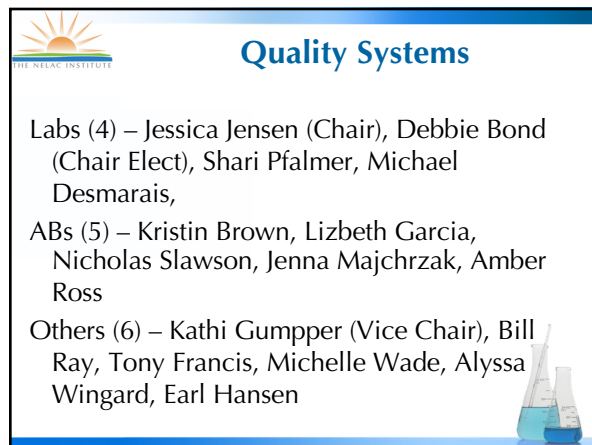 THE NELAC INSTITUTE
Quality Systems
Labs (4) – Jessica Jensen (Chair), Debbie Bond
(Chair Elect), Shari Pfalmer, Michael
Desmarais,
ABs (5) – Kristin Brown, Lizbeth Garcia,
Nicholas Slawson, Jenna Majchrzak, Amber
Ross
Others (6) – Kathi Gumpper (Vice Chair), Bill
Ray, Tony Francis, Michelle Wade, Alyssa
Wingard, Earl Hansen